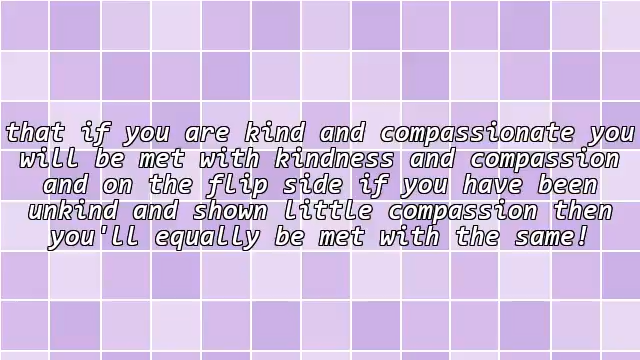 that if you are kind and compassionate you
will be met with kindness and compassion
and on the flip side if you have been
unkind and shown little compassion then
you'll equally be met with the same!